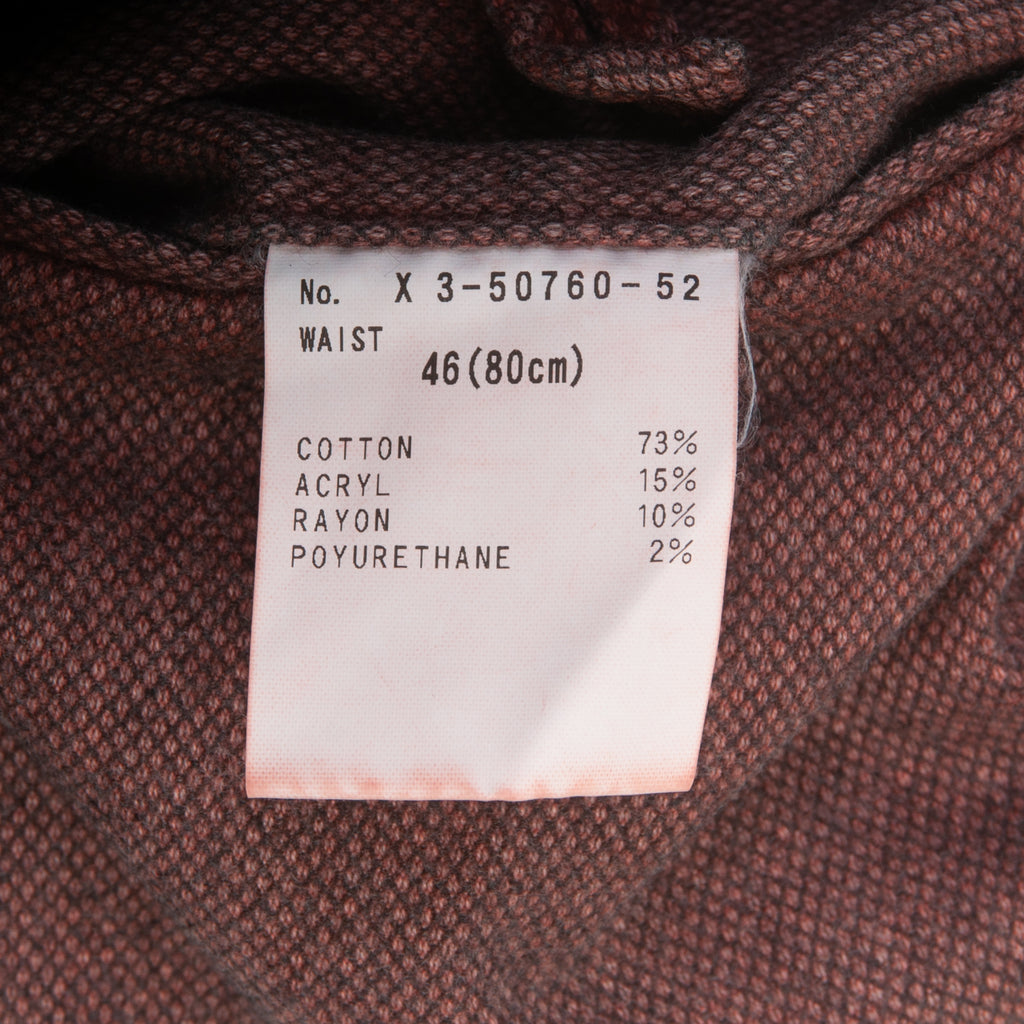 No. X 3-50760-52
WAIST
46(80cm)
COTTON 73%
ACRYL 15%
RAYON 10%
POYURETHANE 2%